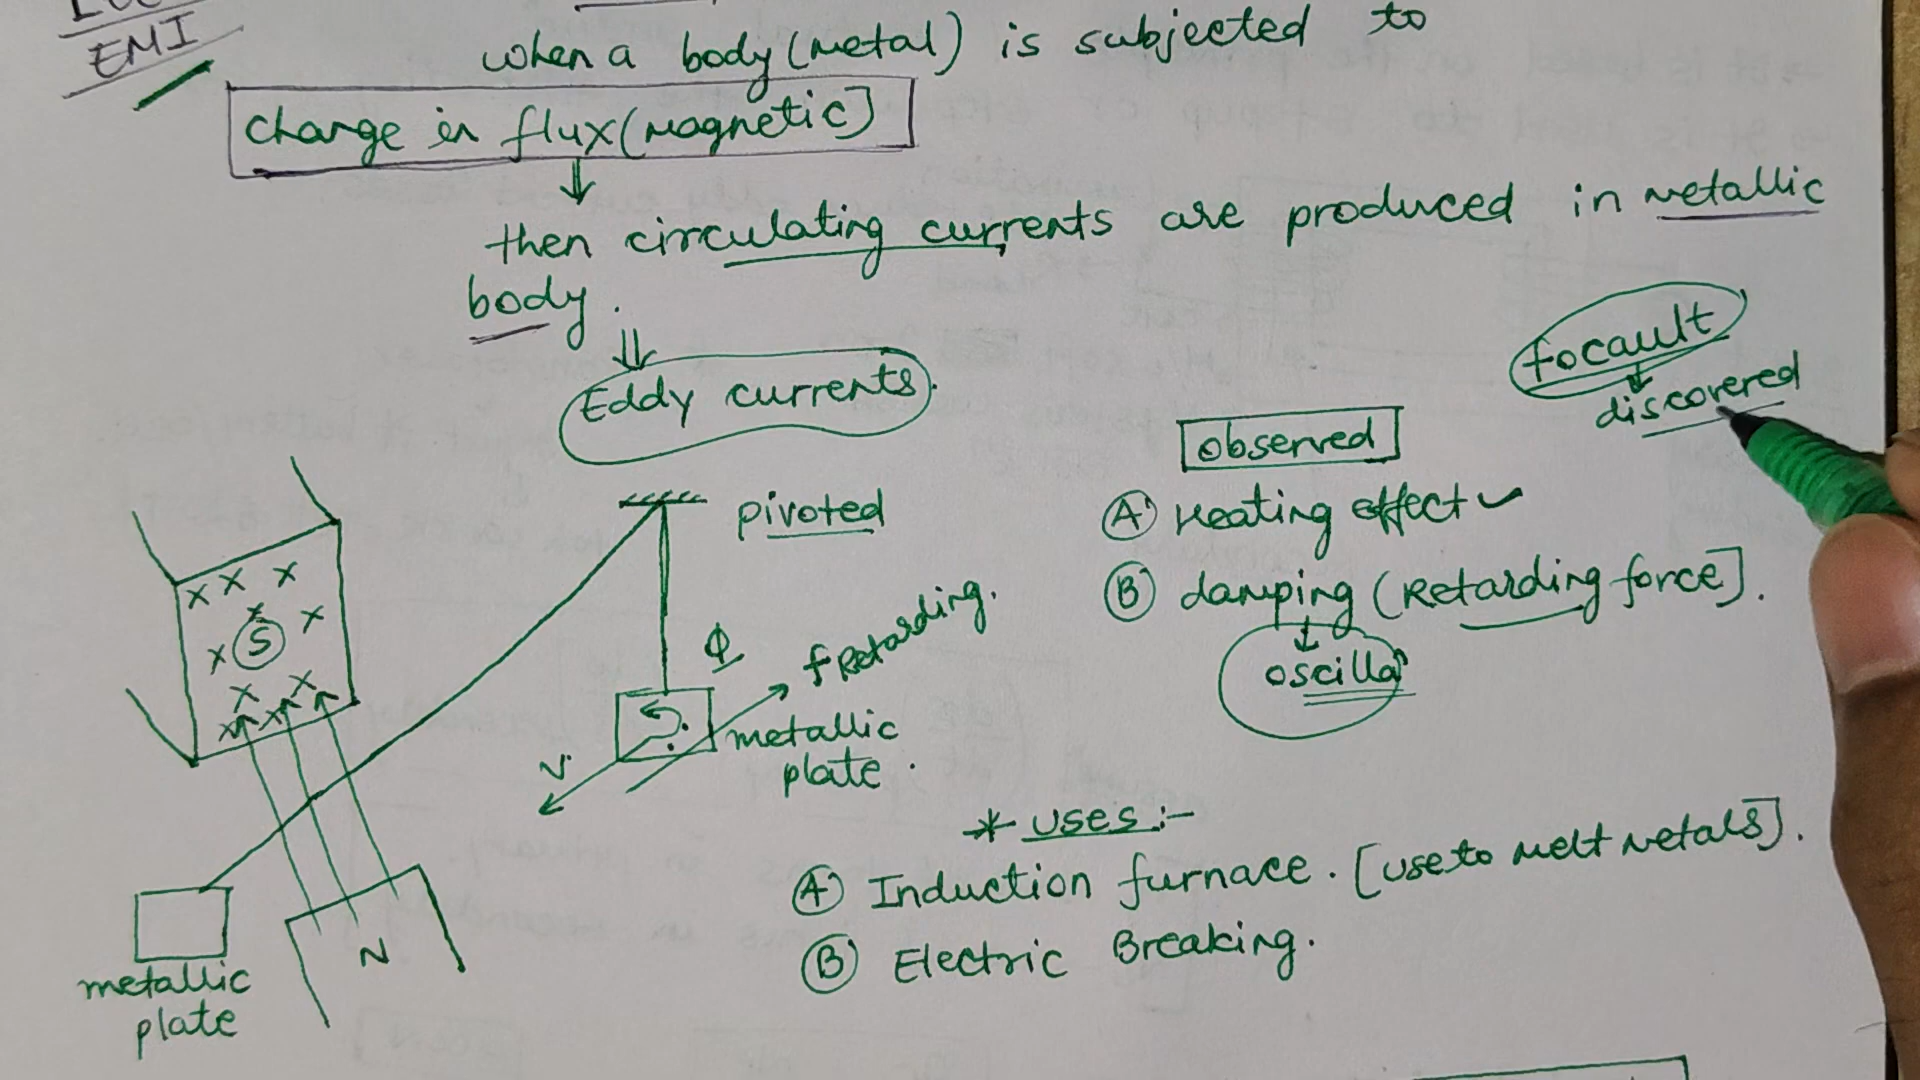 EMI
when a body (metal) is subjected to
change in flux (magnetic]
then circulating currents are produced in metallic
body.
Eddy currents.
focault
discovered
observed
A) Heating effect
B) damping (Retarding force].
oscilla
pivoted
φ
f Retarding.
metallic
plate.
v
x x x
x
x S x
x x
x x
N
metallic
plate
* uses:-
A) Induction furnace. [use to melt metals].
B) Electric Breaking.